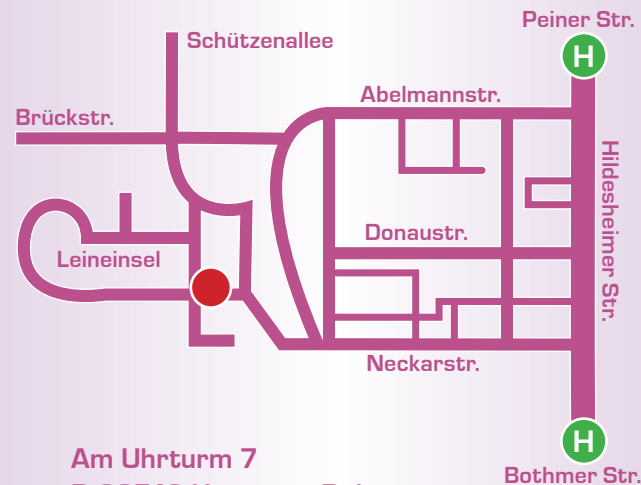 Peiner Str.
H
Schützenallee
Abelmannstr.
Brückstr.
Hildesheimer Str.
Donaustr.
Leineinsel
Neckarstr.
H
Am Uhrturm 7
Bothmer Str.